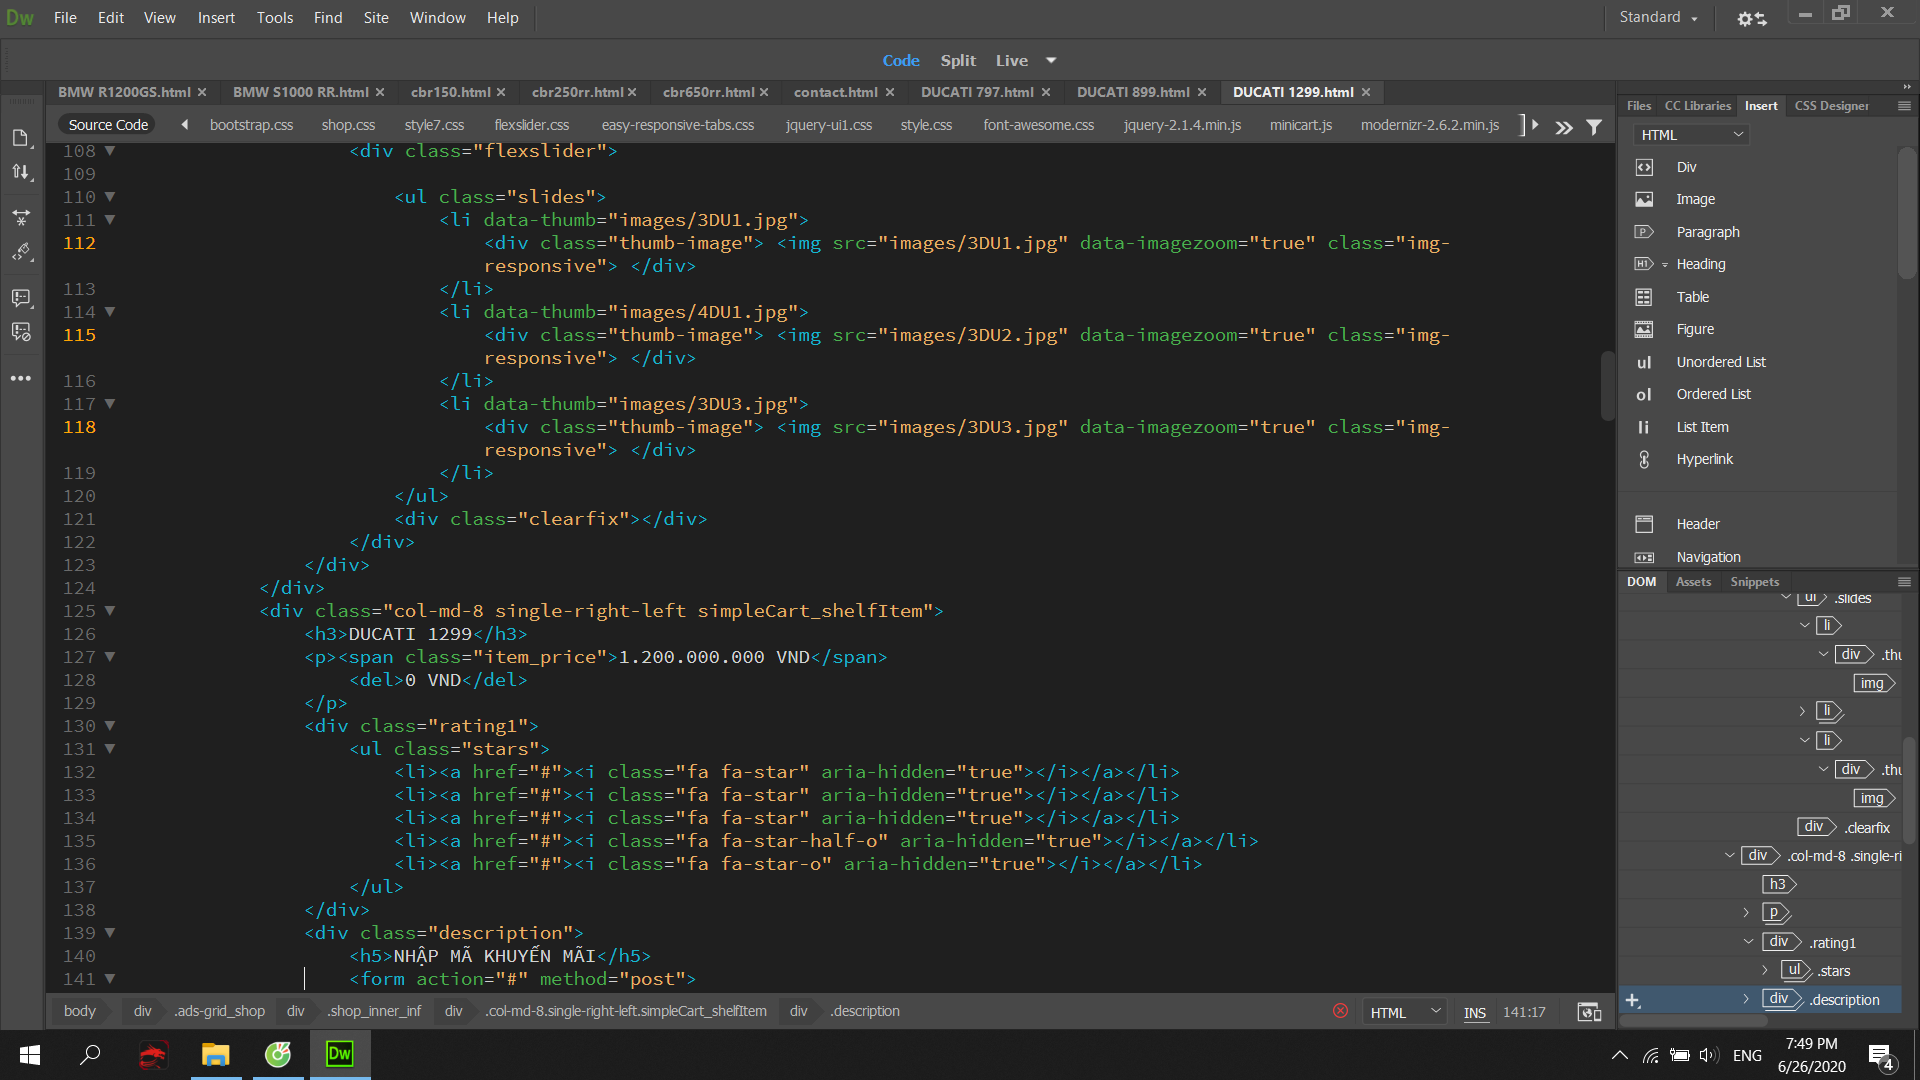 Dw File Edit View Insert Tools Find Site Window Help Standard
Code Split Live
BMW R1200GS.html BMW S1000 RR.html cbr150.html cbr250rr.html cbr650rr.html contact.html DUCATI 797.html DUCATI 899.html DUCATI 1299.html
Source Code bootstrap.css shop.css style7.css flexslider.css easy-responsive-tabs.css jquery-ui1.css style.css font-awesome.css jquery-2.1.4.min.js minicart.js modernizr-2.6.2.min.js
108 <div class="flexslider">
109
110 <ul class="slides">
111 <li data-thumb="images/3DU1.jpg">
112 <div class="thumb-image"> <img src="images/3DU1.jpg" data-imagezoom="true" class="img-
responsive"> </div>
113 </li>
114 <li data-thumb="images/4DU1.jpg">
115 <div class="thumb-image"> <img src="images/3DU2.jpg" data-imagezoom="true" class="img-
responsive"> </div>
116 </li>
117 <li data-thumb="images/3DU3.jpg">
118 <div class="thumb-image"> <img src="images/3DU3.jpg" data-imagezoom="true" class="img-
responsive"> </div>
119 </li>
120 </ul>
121 <div class="clearfix"></div>
122 </div>
123 </div>
124 </div>
125 <div class="col-md-8 single-right-left simpleCart_shelfItem">
126 <h3>DUCATI 1299</h3>
127 <p><span class="item_price">1.200.000.000 VND</span>
128 <del>0 VND</del>
129 </p>
130 <div class="rating1">
131 <ul class="stars">
132 <li><a href="#"><i class="fa fa-star" aria-hidden="true"></i></a></li>
133 <li><a href="#"><i class="fa fa-star" aria-hidden="true"></i></a></li>
134 <li><a href="#"><i class="fa fa-star" aria-hidden="true"></i></a></li>
135 <li><a href="#"><i class="fa fa-star-half-o" aria-hidden="true"></i></a></li>
136 <li><a href="#"><i class="fa fa-star-o" aria-hidden="true"></i></a></li>
137 </ul>
138 </div>
139 <div class="description">
140 <h5>NHẬP MÃ KHUYẾN MÃI</h5>
141 <form action="#" method="post">
body div .ads-grid_shop div .shop_inner_inf div .col-md-8.single-right-left.simpleCart_shelfItem div .description HTML INS 141:17
Files CC Libraries Insert CSS Designer
HTML
Div
Image
P Paragraph
H1 Heading
Table
Figure
ul Unordered List
ol Ordered List
li List Item
Hyperlink
Header
Navigation
DOM Assets Snippets
ul .slides
li
div .thu
img
li
li
div .thu
img
div .clearfix
div .col-md-8 .single-ri
h3
p
div .rating1
ul .stars
div .description
Dw ENG 7:49 PM
6/26/2020 4